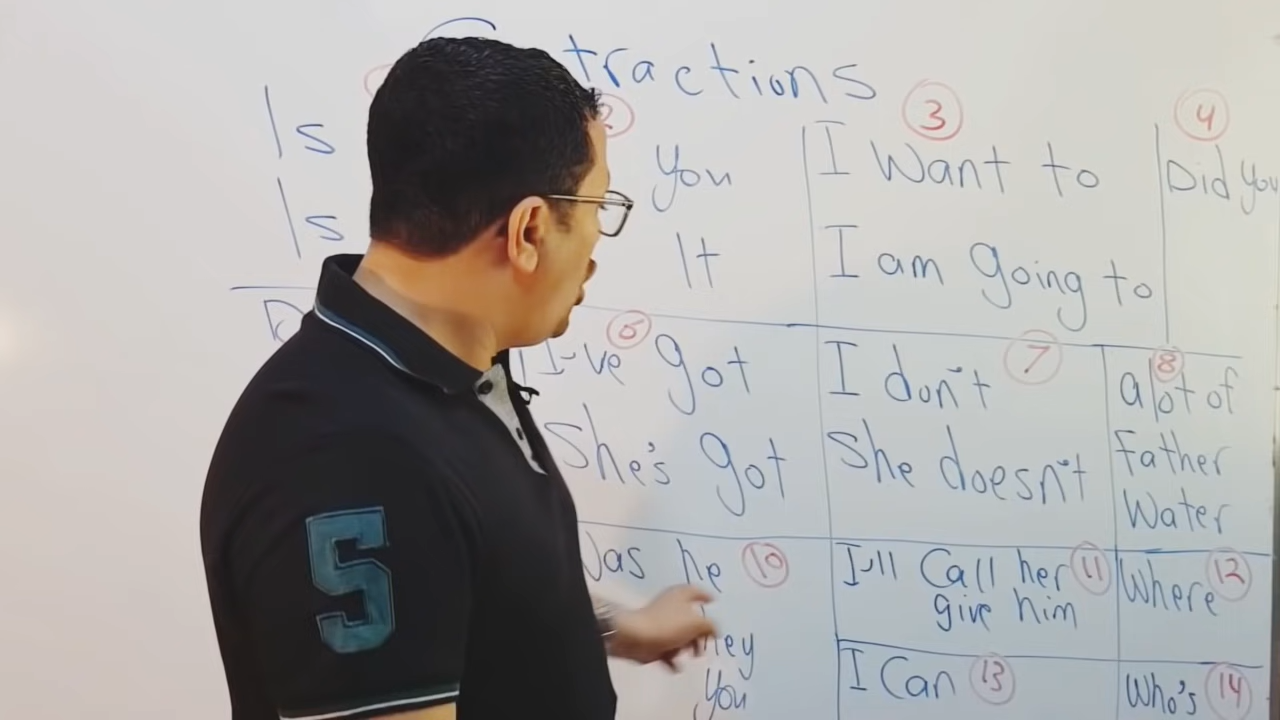 tractions
Is
Is
2
You
It
3
I Want to
I am going to
4
Did you
6
I've got
She's got
7
I don't
She doesn't
8
a lot of
Father
Water
10
Was he
They
You
11
I'll Call her
give him
12
Where
I Can 13
Who's 14
5